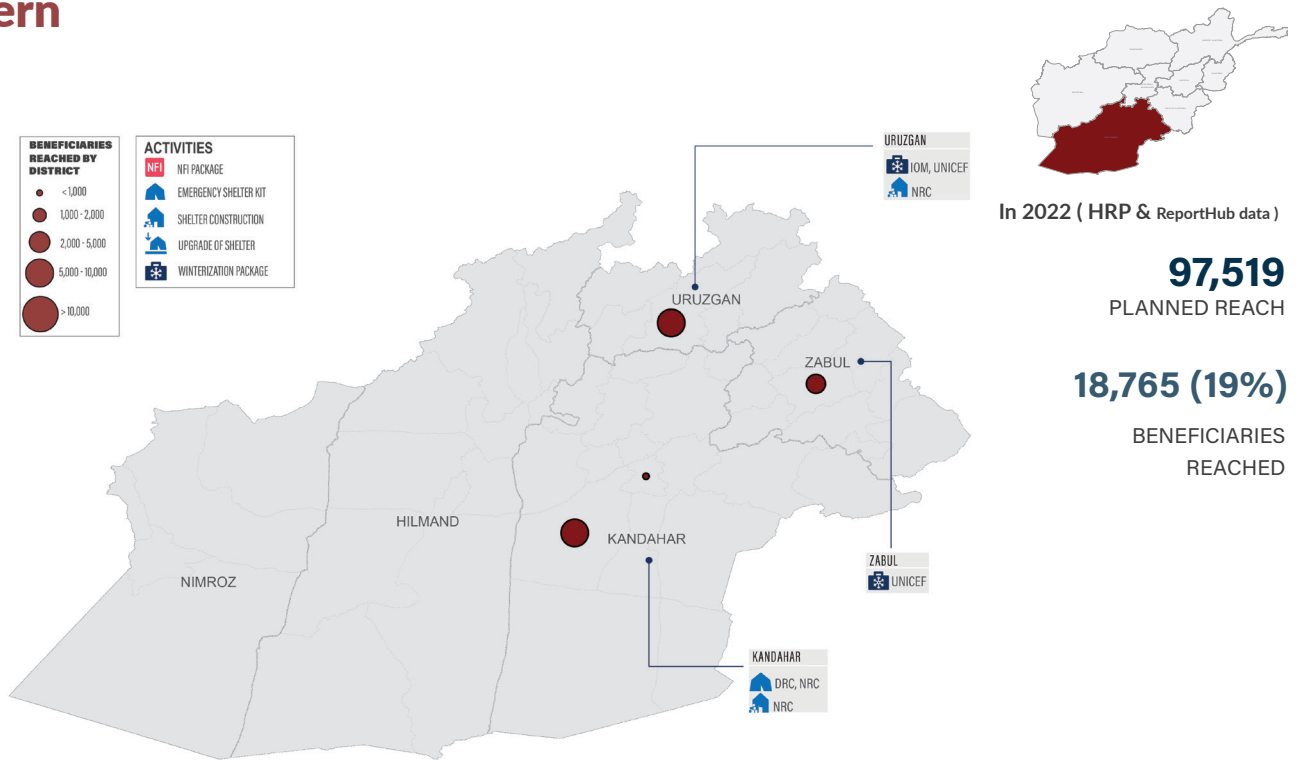 ern
BENEFICIARIES
REACHED BY
DISTRICT
<1,000
1,000 - 2,000
2,000 - 5,000
5,000 - 10,000
>10,000
ACTIVITIES
NFI NFI PACKAGE
EMERGENCY SHELTER KIT
SHELTER CONSTRUCTION
UPGRADE OF SHELTER
WINTERIZATION PACKAGE
URUZGAN
IOM, UNICEF
NRC
In 2022 ( HRP & ReportHub data )
97,519
PLANNED REACH
18,765 (19%)
BENEFICIARIES
REACHED
URUZGAN
ZABUL
HILMAND
KANDAHAR
NIMROZ
ZABUL
UNICEF
KANDAHAR
DRC, NRC
NRC